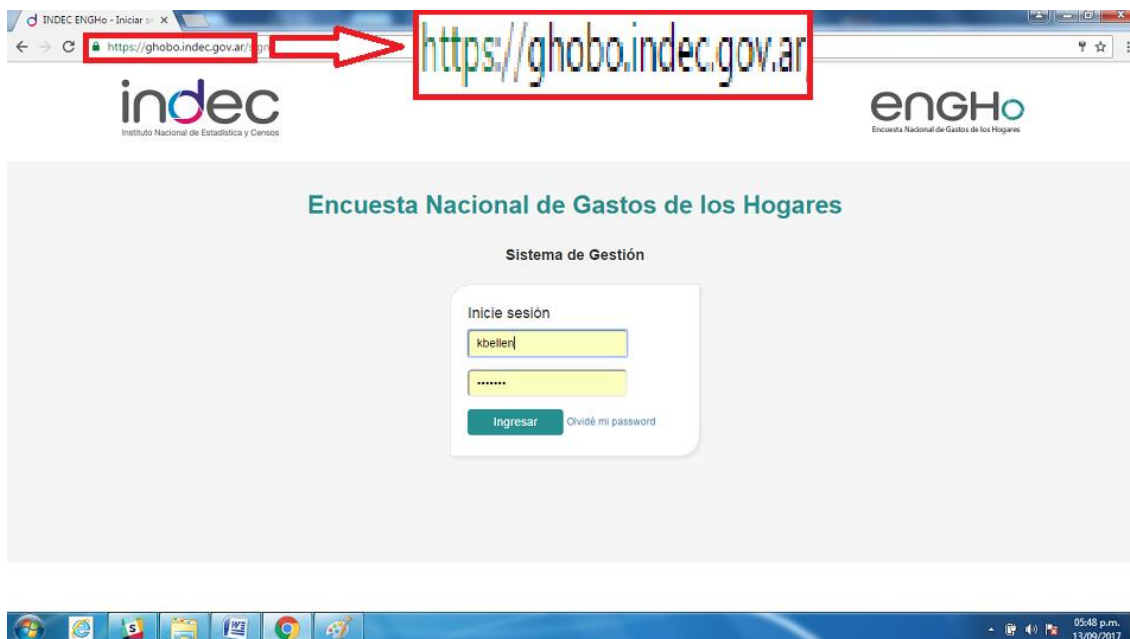 INDEC ENGHo - Iniciar
https://ghobo.indec.gov.ar/
https://ghobo.indec.gov.ar
indec
Instituto Nacional de Estadística y Censos
ENGHo
Encuesta Nacional de Gastos de los Hogares
Encuesta Nacional de Gastos de los Hogares
Sistema de Gestión
Inicie sesión
kbellen
•••••••
Ingresar
Olvidé mi password
05:48 p.m.
13/09/2017